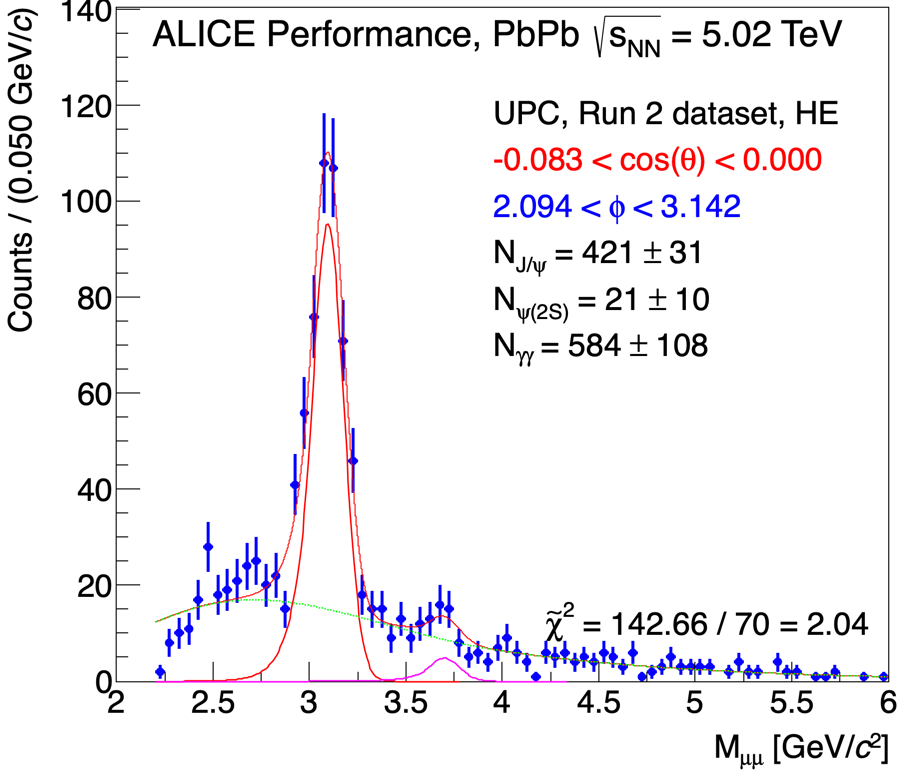 ALICE Performance, PbPb √sNN = 5.02 TeV
UPC, Run 2 dataset, HE
-0.083 < cos(θ) < 0.000
2.094 < ϕ < 3.142
NJ/ψ = 421 ± 31
Nψ(2S) = 21 ± 10
Nγγ = 584 ± 108
χ̃² = 142.66 / 70 = 2.04
Counts / (0.050 GeV/c)
140
120
100
80
60
40
20
0
2 2.5 3 3.5 4 4.5 5 5.5 6
Mμμ [GeV/c²]